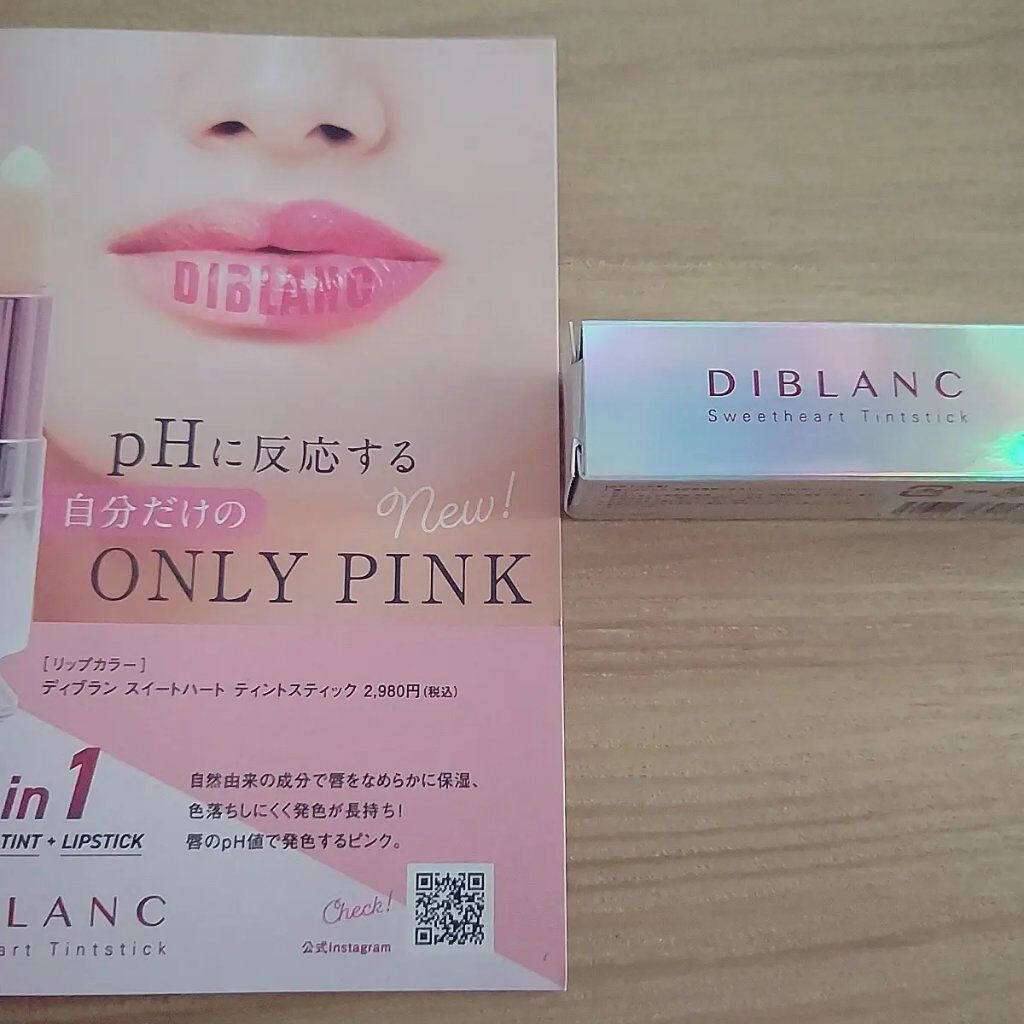 DIBLANC
pHに反応する
自分だけの
New!
ONLY PINK
[リップカラー]
ディブラン スイートハート ティントスティック 2,980円(税込)
in 1
TINT + LIPSTICK
自然由来の成分で唇をなめらかに保湿、
色落ちしにくく発色が長持ち!
唇のpH値で発色するピンク。
LANC
art Tintstick
Check!
公式Instagram
DIBLANC
Sweetheart Tintstick